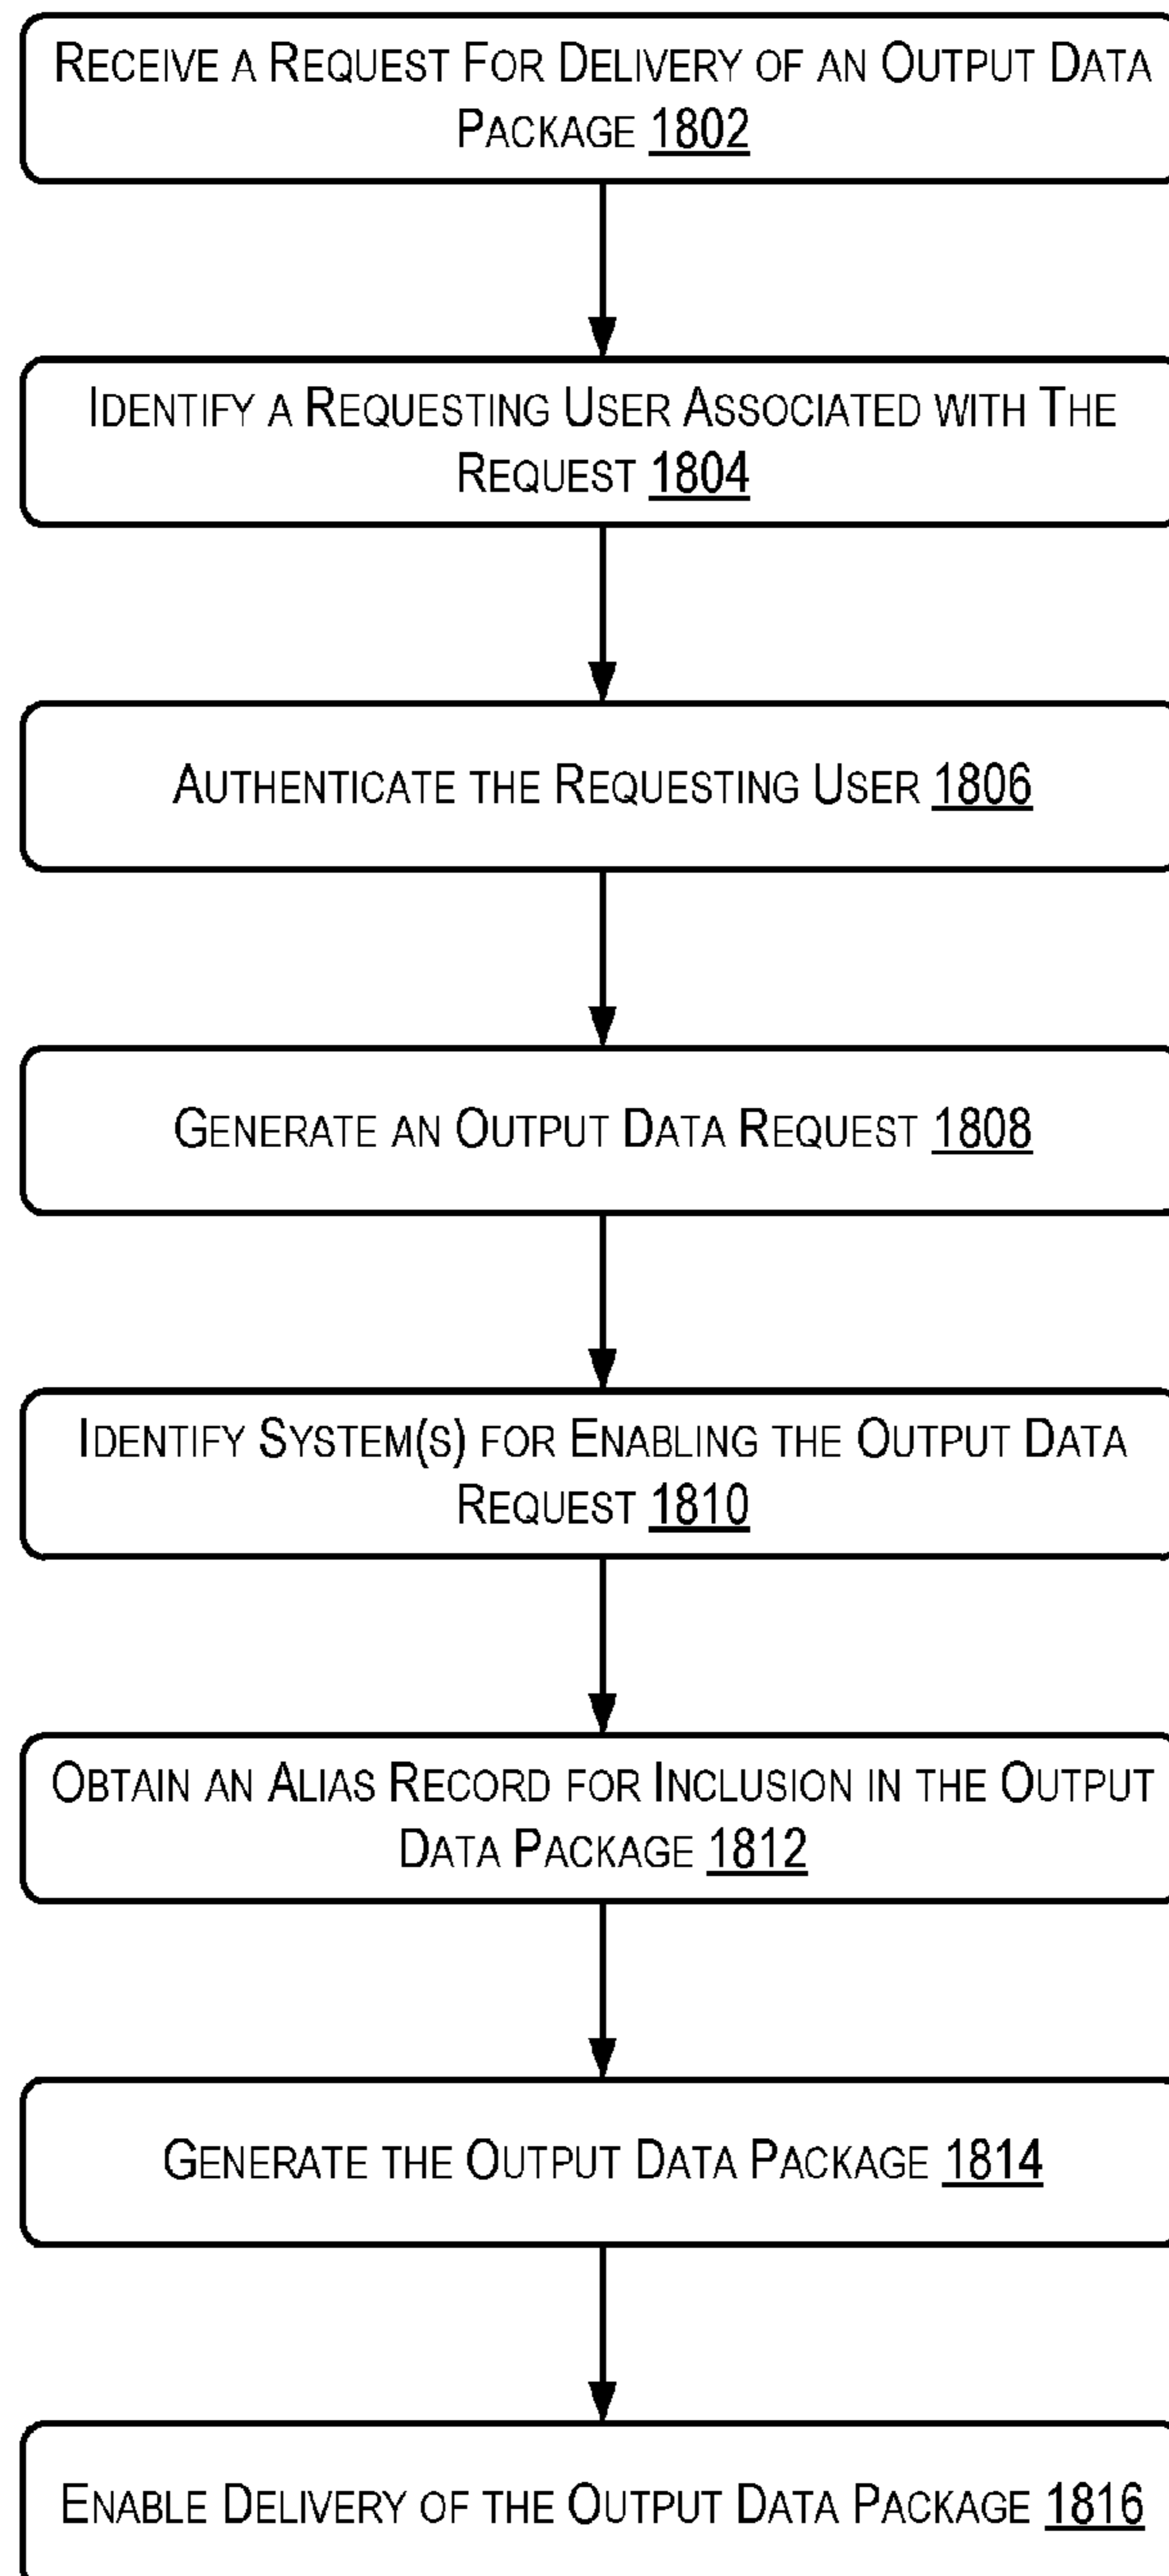 RECEIVE A REQUEST FOR DELIVERY OF AN OUTPUT DATA
PACKAGE 1802
IDENTIFY A REQUESTING USER ASSOCIATED WITH THE
REQUEST 1804
AUTHENTICATE THE REQUESTING USER 1806
GENERATE AN OUTPUT DATA REQUEST 1808
IDENTIFY SYSTEM(S) FOR ENABLING THE OUTPUT DATA
REQUEST 1810
OBTAIN AN ALIAS RECORD FOR INCLUSION IN THE OUTPUT
DATA PACKAGE 1812
GENERATE THE OUTPUT DATA PACKAGE 1814
ENABLE DELIVERY OF THE OUTPUT DATA PACKAGE 1816